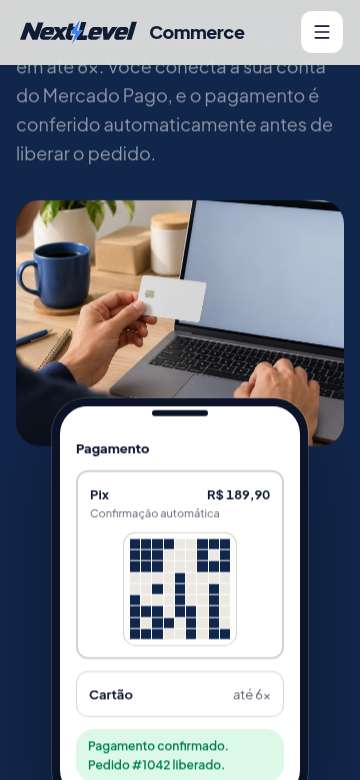 NextLevel Commerce
em até 6x. Você conecta a sua conta
do Mercado Pago, e o pagamento é
conferido automaticamente antes de
liberar o pedido.
Pagamento
Pix R$ 189,90
Confirmação automática
Cartão até 6x
Pagamento confirmado.
Pedido #1042 liberado.